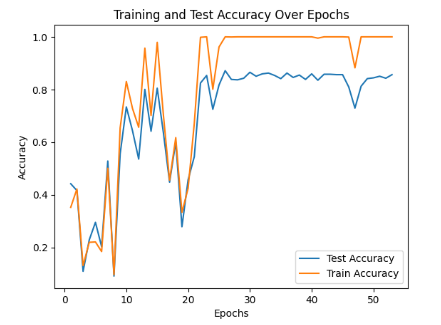 Training and Test Accuracy Over Epochs
1.0
0.8
0.6
0.4
0.2
Accuracy
0
10
20
30
40
50
Epochs
Test Accuracy
Train Accuracy